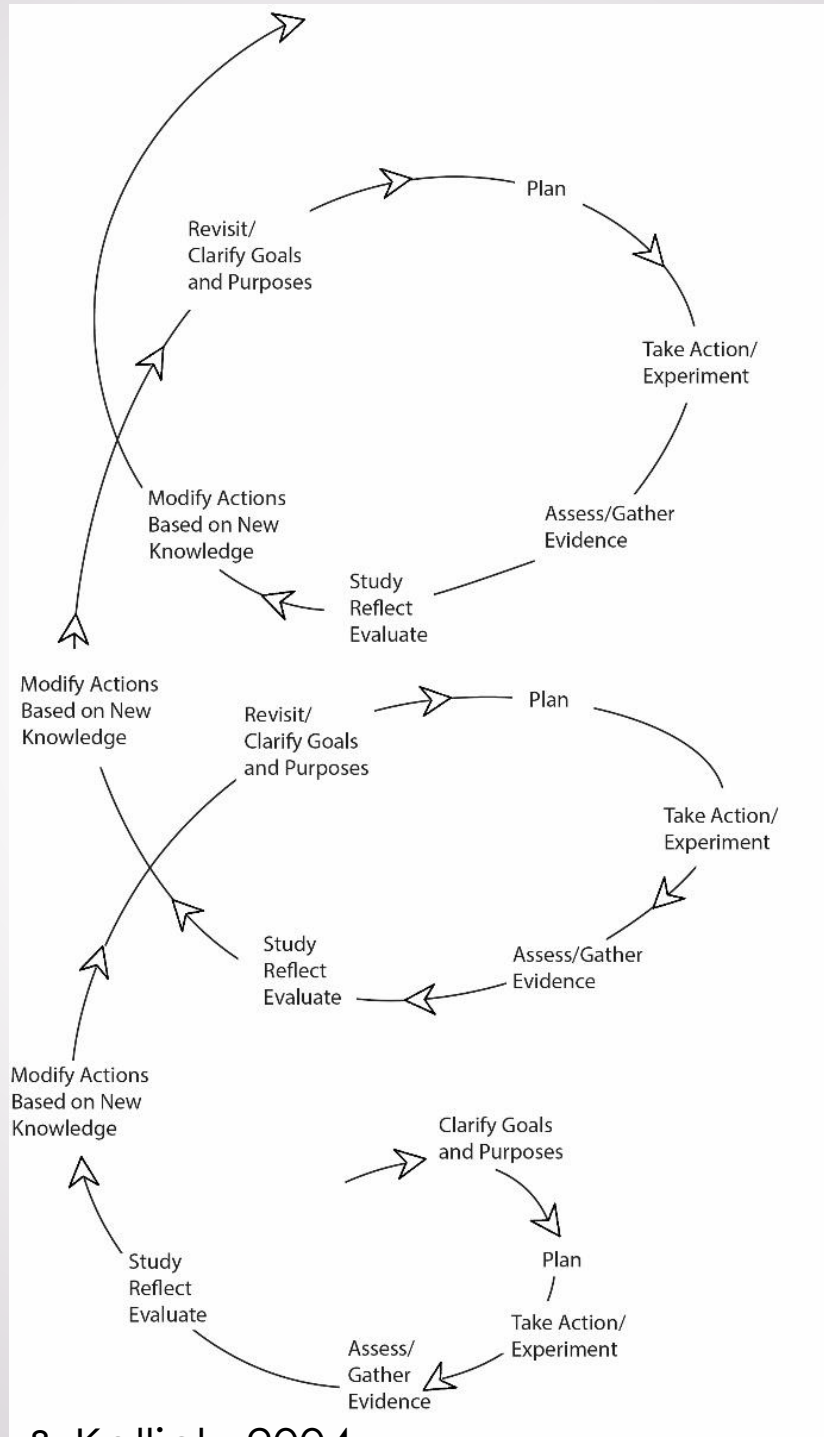 Plan
Revisit/
Clarify Goals
and Purposes
Take Action/
Experiment
Modify Actions
Based on New
Knowledge
Assess/Gather
Evidence
Study
Reflect
Evaluate
Modify Actions
Based on New
Knowledge
Revisit/
Clarify Goals
and Purposes
Plan
Take Action/
Experiment
Study
Reflect
Evaluate
Assess/Gather
Evidence
Modify Actions
Based on New
Knowledge
Clarify Goals
and Purposes
Plan
Study
Reflect
Evaluate
Take Action/
Experiment
Assess/
Gather
Evidence